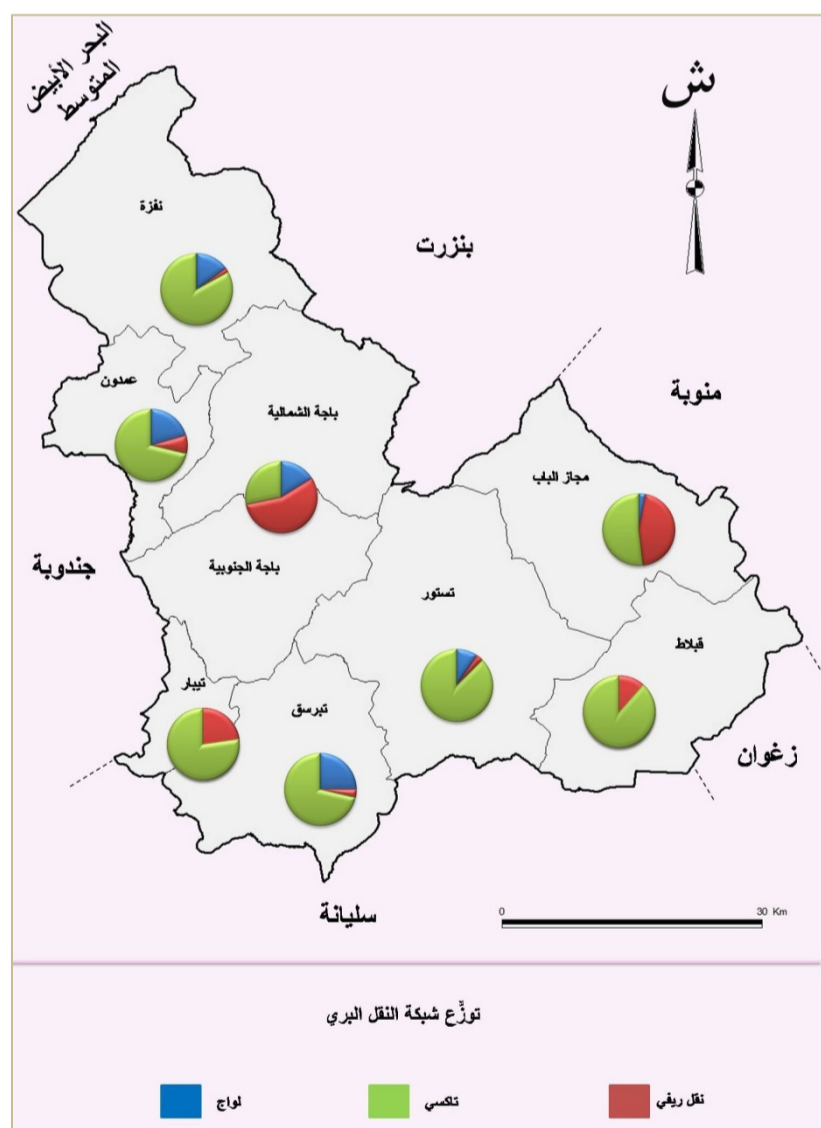 البحر الأبيض
المتوسط
ش
نفزة
بنزرت
عمدون
منوبة
باجة الشمالية
مجاز الباب
جندوبة
باجة الجنوبية
تستور
قبلاط
تيبار
تبرسق
زغوان
سليانة
0 30 Km
توزّع شبكة النقل البري
نقل ريفي تاكسي لواج